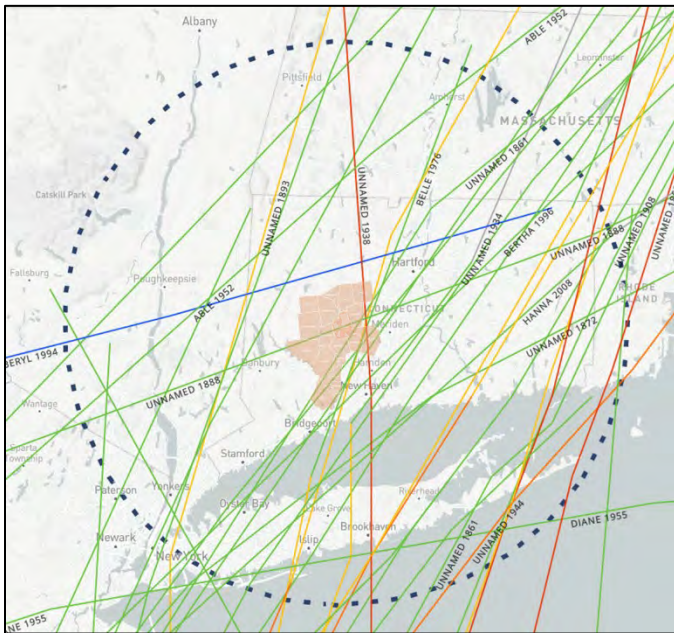 Albany
ABLE 1952
Leominster
Pittsfield
Amherst
MASSACHUSETTS
UNNAMED 1861
BELLE 1976
Catskill Park
UNNAMED 1893
UNNAMED 1938
UNNAMED 1934
BERTHA 1996
UNNAMED 1888
UNNAMED 1908
Hartford
Fallsburg
Poughkeepsie
ABLE 1952
RHODE
ISLAND
CONNECTICUT
HANNA 2008
Meriden
UNNAMED 1872
BERYL 1994
Danbury
Hamden
UNNAMED 1888
New Haven
Wantage
Bridgeport
Sparta
Township
Stamford
Paterson
Yonkers
Oyster Bay
Lake Grove
Riverhead
Newark
New York
Islip
Brookhaven
UNNAMED 1861
UNNAMED 1944
DIANE 1955
NE 1955